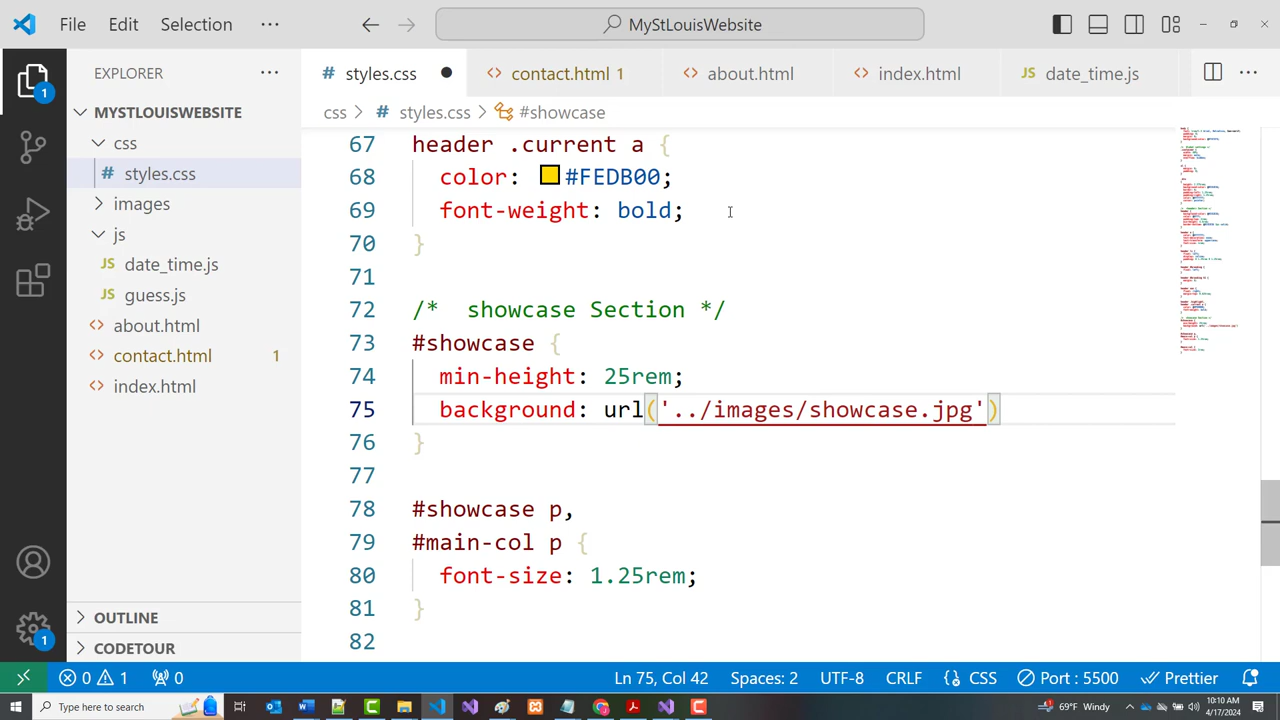 File Edit Selection ··· MyStLouisWebsite
EXPLORER ···
# styles.css ● <> contact.html 1 <> about.html <> index.html JS date_time.js ···
MYSTLOUISWEBSITE
css > # styles.css > #showcase
css
# styles.css
images
js
JS date_time.js
JS guess.js
<> about.html
<> contact.html 1
<> index.html
OUTLINE
CODETOUR
1
1
67 header .current a {
68 color: #FEDB00;
69 font-weight: bold;
70 }
71
72 /* showcase Section */
73 #showcase {
74 min-height: 25rem;
75 background: url('../images/showcase.jpg')
76 }
77
78 #showcase p,
79 #main-col p {
80 font-size: 1.25rem;
81 }
82
0 1 0 Ln 75, Col 42 Spaces: 2 UTF-8 CRLF {} CSS Port : 5500 Prettier
Type here to search 69°F Windy 10:10 AM
4/17/2024